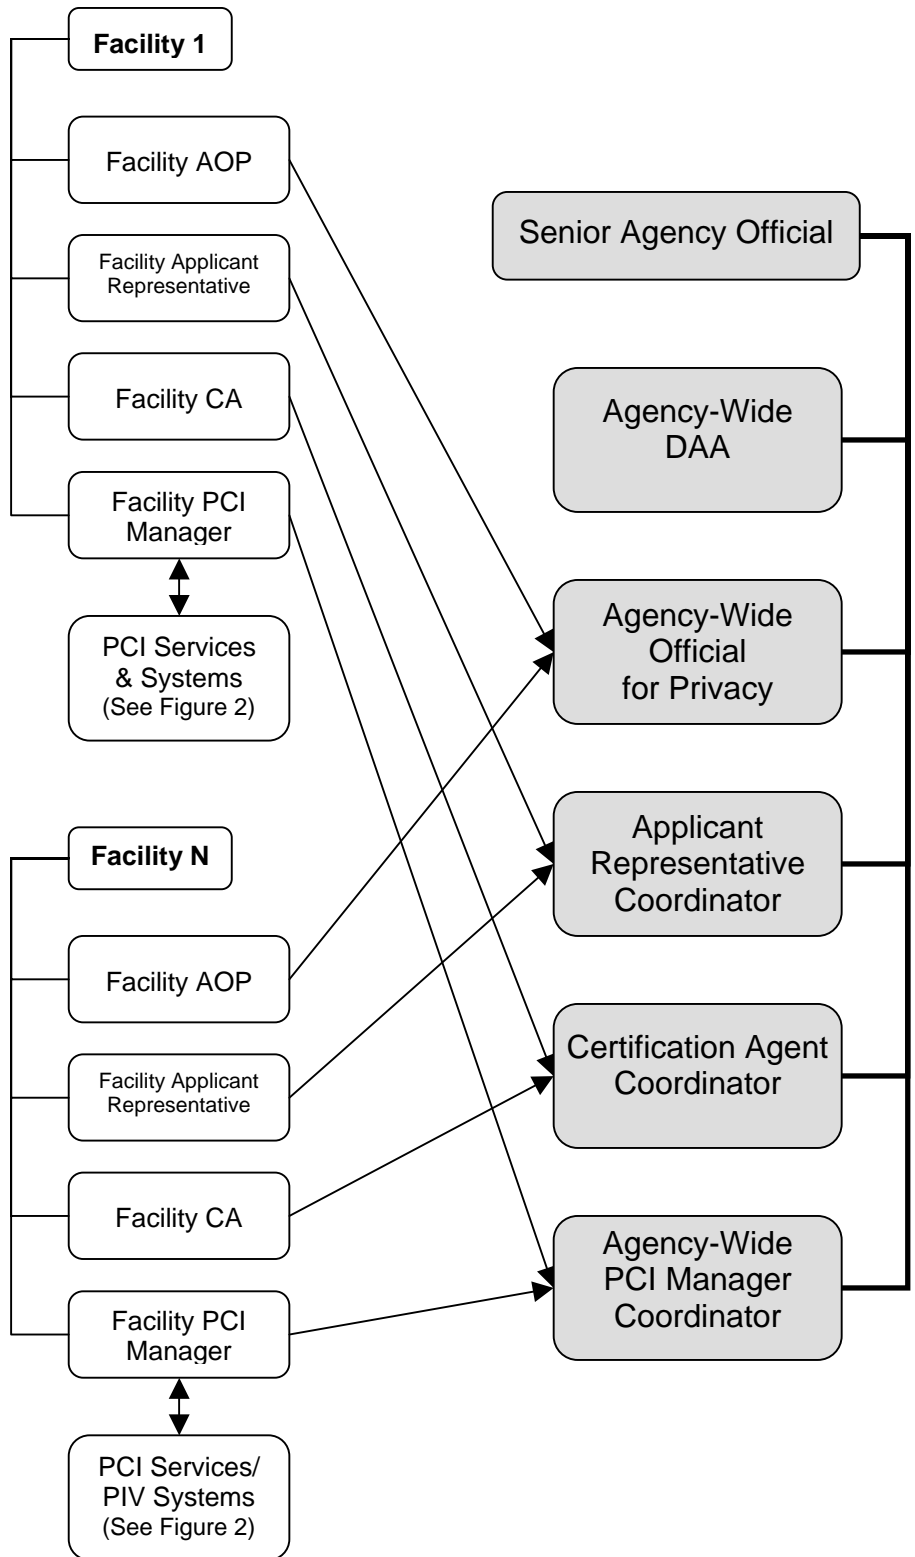 Facility 1
Facility AOP
Facility Applicant
Representative
Facility CA
Facility PCI
Manager
PCI Services
& Systems
(See Figure 2)
Facility N
Facility AOP
Facility Applicant
Representative
Facility CA
Facility PCI
Manager
PCI Services/
PIV Systems
(See Figure 2)
Senior Agency Official
Agency-Wide
DAA
Agency-Wide
Official
for Privacy
Applicant
Representative
Coordinator
Certification Agent
Coordinator
Agency-Wide
PCI Manager
Coordinator